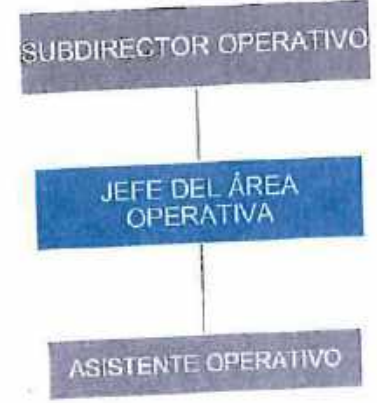 SUBDIRECTOR OPERATIVO
JEFE DEL ÁREA
OPERATIVA
ASISTENTE OPERATIVO